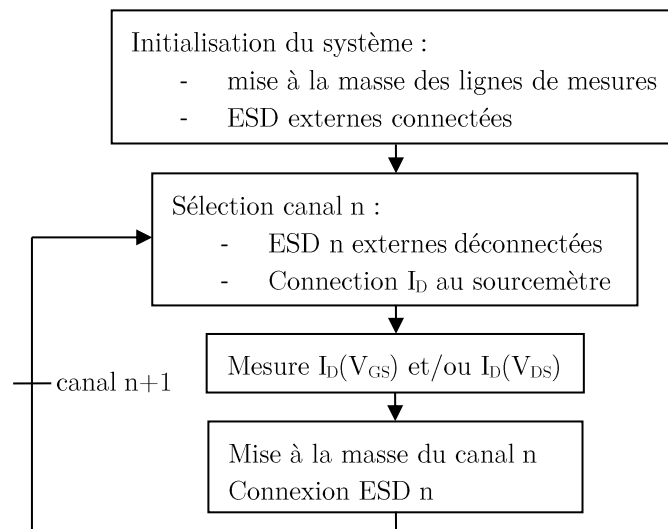 Initialisation du système :
- mise à la masse des lignes de mesures
- ESD externes connectées
Sélection canal n :
- ESD n externes déconnectées
- Connection I_D au sourcemètre
Mesure I_D(V_GS) et/ou I_D(V_DS)
canal n+1
Mise à la masse du canal n
Connexion ESD n